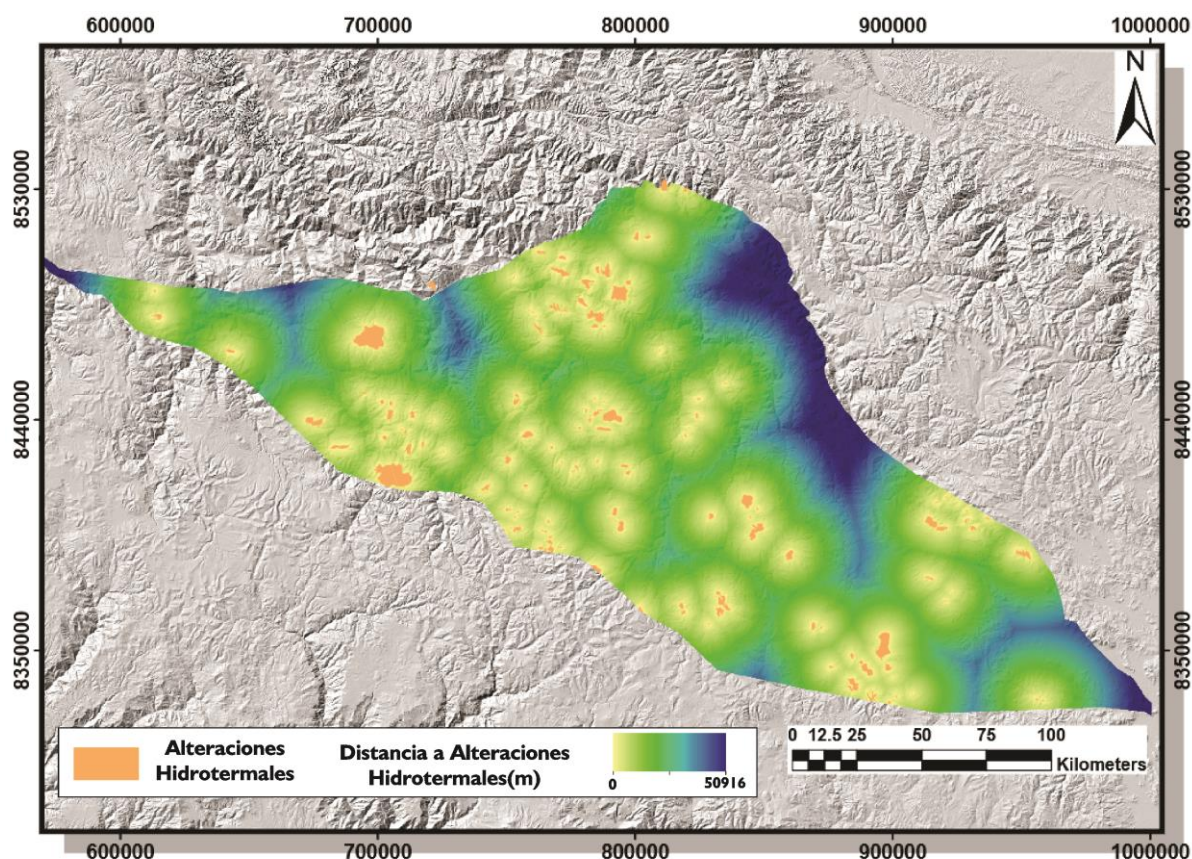 600000 700000 800000 900000 1000000
N
8530000 8530000
8440000 8440000
8350000 8350000
Alteraciones
Hidrotermales
Distancia a Alteraciones
Hidrotermales(m)
0 50916
0 12.5 25 50 75 100
Kilometers
600000 700000 800000 900000 1000000